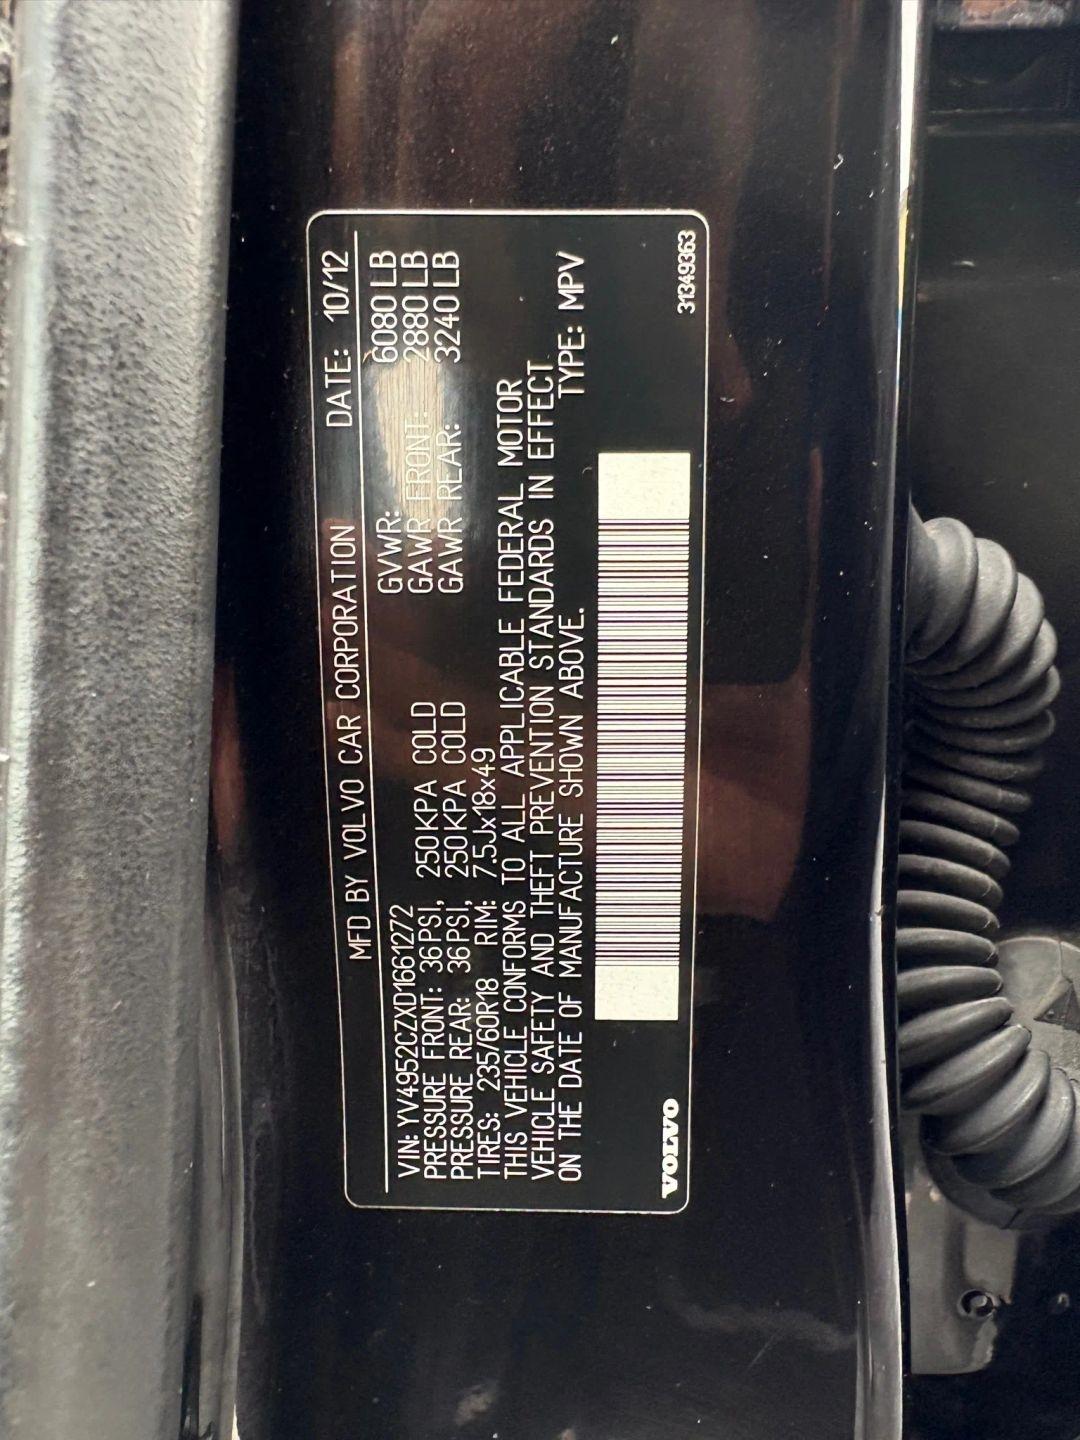 MFD BY VOLVO CAR CORPORATION DATE: 10/12
VIN: YV4952CZXD1661272 GVWR: 6080 LB
PRESSURE FRONT: 36PSI, 250KPA COLD GAWR FRONT: 2880 LB
PRESSURE REAR: 36PSI, 250KPA COLD GAWR REAR: 3240 LB
TIRES: 235/60R18 RIM: 7.5Jx18x49
THIS VEHICLE CONFORMS TO ALL APPLICABLE FEDERAL MOTOR
VEHICLE SAFETY AND THEFT PREVENTION STANDARDS IN EFFECT
ON THE DATE OF MANUFACTURE SHOWN ABOVE. TYPE: MPV
VOLVO 31349363